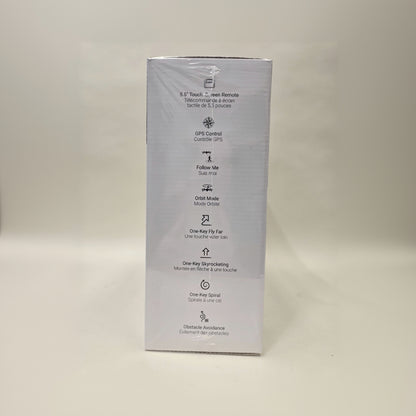 5.5" Touch Screen Remote
Télécommande à écran
tactile de 5,5 pouces
GPS Control
Contrôle GPS
Follow Me
Suis moi
Orbit Mode
Mode Orbite
One-Key Fly Far
Une touche voler loin
One-Key Skyrocketing
Montée en flèche à une touche
One-Key Spiral
Spirale à une clé
Obstacle Avoidance
Évitement des obstacles